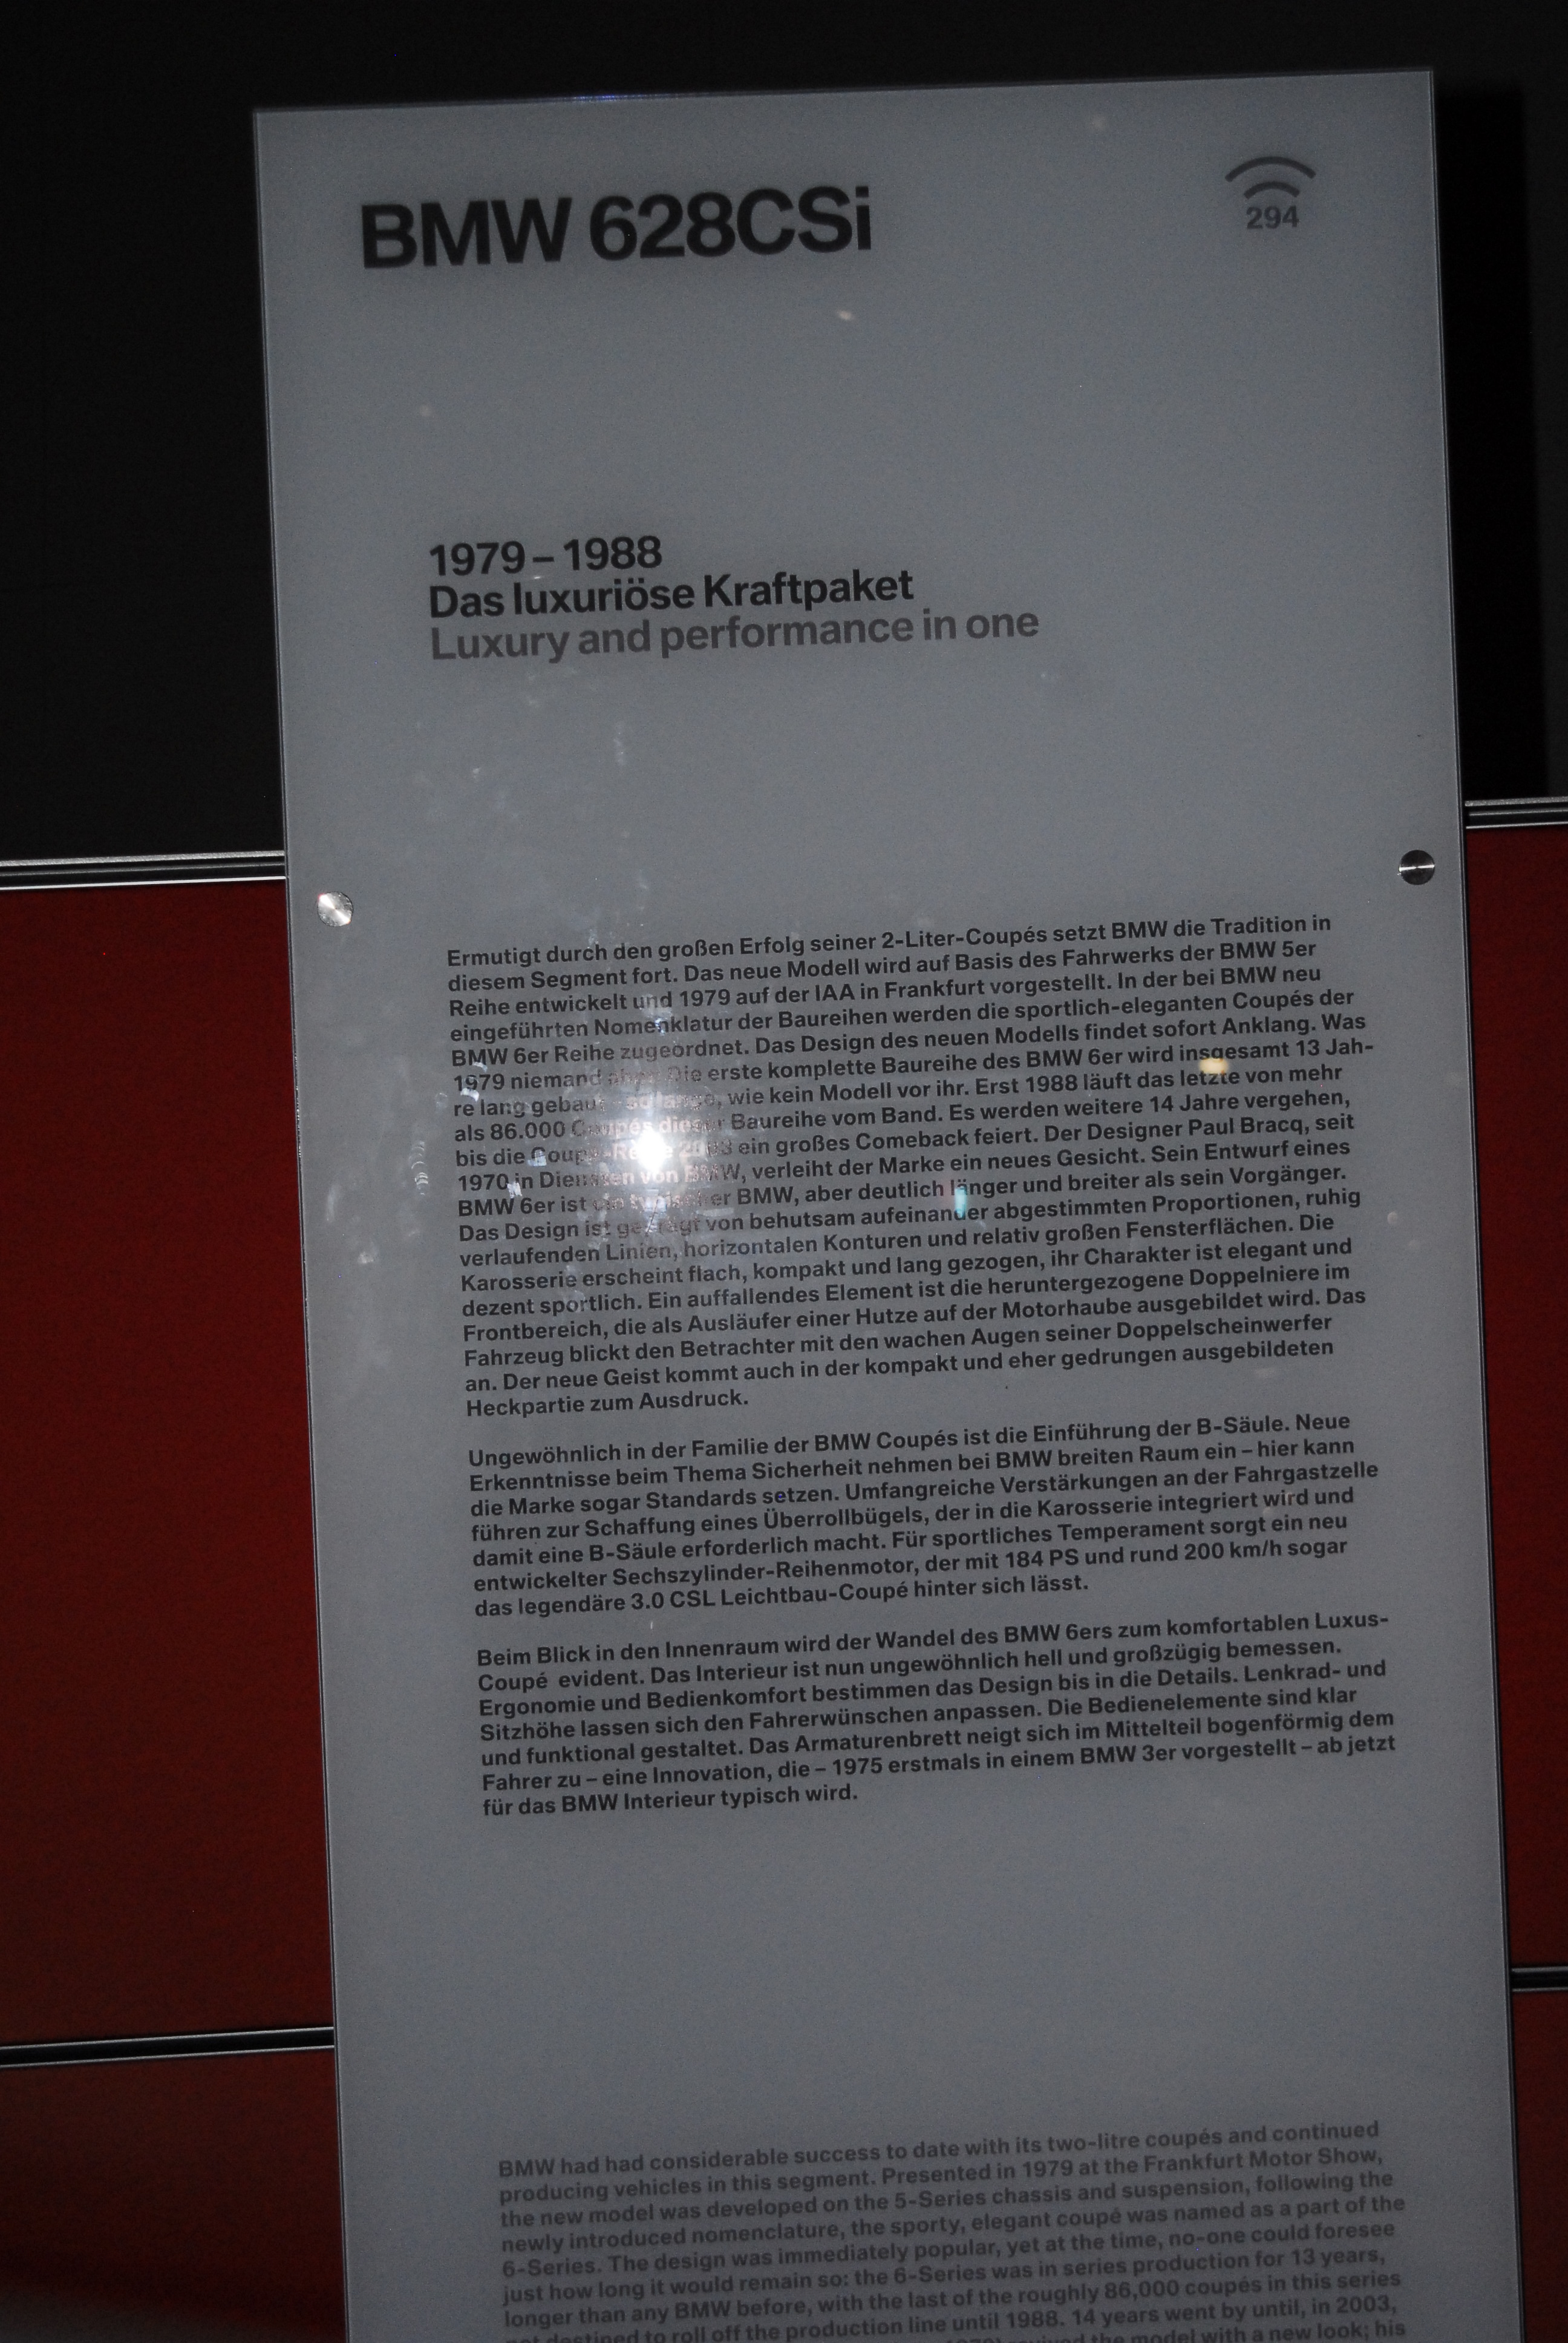 BMW 628CSi
294
1979 – 1988
Das luxuriöse Kraftpaket
Luxury and performance in one
Ermutigt durch den großen Erfolg seiner 2-Liter-Coupés setzt BMW die Tradition in
diesem Segment fort. Das neue Modell wird auf Basis des Fahrwerks der BMW 5er
Reihe entwickelt und 1979 auf der IAA in Frankfurt vorgestellt. In der bei BMW neu
eingeführten Nomenklatur der Baureihen werden die sportlich-eleganten Coupés der
BMW 6er Reihe zugeordnet. Das Design des neuen Modells findet sofort Anklang. Was
1979 niemand ahnt: Die erste komplette Baureihe des BMW 6er wird insgesamt 13 Jah-
re lang gebaut so lange, wie kein Modell vor ihr. Erst 1988 läuft das letzte von mehr
als 86.000 Coupés dieser Baureihe vom Band. Es werden weitere 14 Jahre vergehen,
bis die ein großes Comeback feiert. Der Designer Paul Bracq, seit
1970 in Diensten von BMW, verleiht der Marke ein neues Gesicht. Sein Entwurf eines
BMW 6er ist ein typischer BMW, aber deutlich länger und breiter als sein Vorgänger.
Das Design ist geprägt von behutsam aufeinander abgestimmten Proportionen, ruhig
verlaufenden Linien, horizontalen Konturen und relativ großen Fensterflächen. Die
Karosserie erscheint flach, kompakt und lang gezogen, ihr Charakter ist elegant und
dezent sportlich. Ein auffallendes Element ist die heruntergezogene Doppelniere im
Frontbereich, die als Ausläufer einer Hutze auf der Motorhaube ausgebildet wird. Das
Fahrzeug blickt den Betrachter mit den wachen Augen seiner Doppelscheinwerfer
an. Der neue Geist kommt auch in der kompakt und eher gedrungen ausgebildeten
Heckpartie zum Ausdruck.
Ungewöhnlich in der Familie der BMW Coupés ist die Einführung der B-Säule. Neue
Erkenntnisse beim Thema Sicherheit nehmen bei BMW breiten Raum ein – hier kann
die Marke sogar Standards setzen. Umfangreiche Verstärkungen an der Fahrgastzelle
führen zur Schaffung eines Überrollbügels, der in die Karosserie integriert wird und
damit eine B-Säule erforderlich macht. Für sportliches Temperament sorgt ein neu
entwickelter Sechszylinder-Reihenmotor, der mit 184 PS und rund 200 km/h sogar
das legendäre 3.0 CSL Leichtbau-Coupé hinter sich lässt.
Beim Blick in den Innenraum wird der Wandel des BMW 6ers zum komfortablen Luxus-
Coupé evident. Das Interieur ist nun ungewöhnlich hell und großzügig bemessen.
Ergonomie und Bedienkomfort bestimmen das Design bis in die Details. Lenkrad- und
Sitzhöhe lassen sich den Fahrerwünschen anpassen. Die Bedienelemente sind klar
und funktional gestaltet. Das Armaturenbrett neigt sich im Mittelteil bogenförmig dem
Fahrer zu – eine Innovation, die – 1975 erstmals in einem BMW 3er vorgestellt – ab jetzt
für das BMW Interieur typisch wird.
BMW had had considerable success to date with its two-litre coupés and continued
producing vehicles in this segment. Presented in 1979 at the Frankfurt Motor Show,
the new model was developed on the 5-Series chassis and suspension, following the
newly introduced nomenclature, the sporty, elegant coupé was named as a part of the
6-Series. The design was immediately popular, yet at the time, no-one could foresee
just how long it would remain so: the 6-Series was in series production for 13 years,
longer than any BMW before, with the last of the roughly 86,000 coupés in this series
not destined to roll off the production line until 1988. 14 years went by until, in 2003,
the model with a new look; his